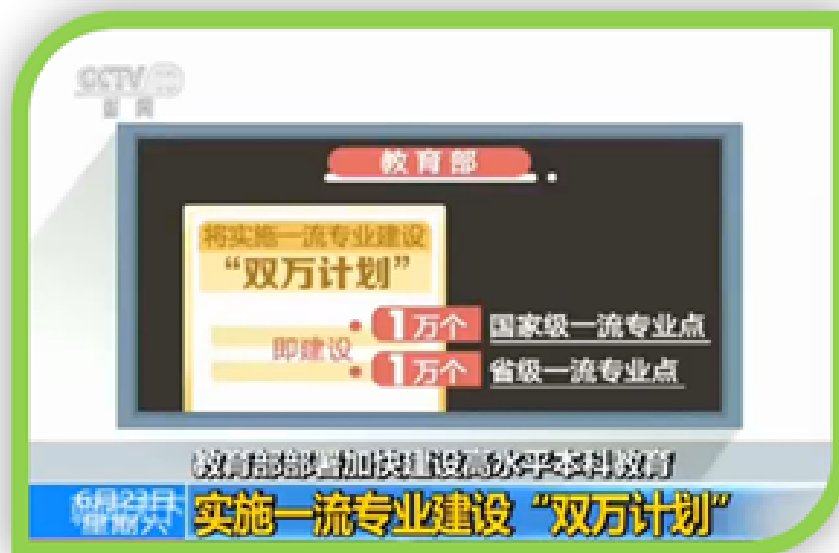 CCTV
新闻
教育部
将实施一流专业建设
“双万计划”
即建设
1万个 国家级一流专业点
1万个 省级一流专业点
教育部部署加快建设高水平本科教育
6月23日
星期六
实施一流专业建设“双万计划”